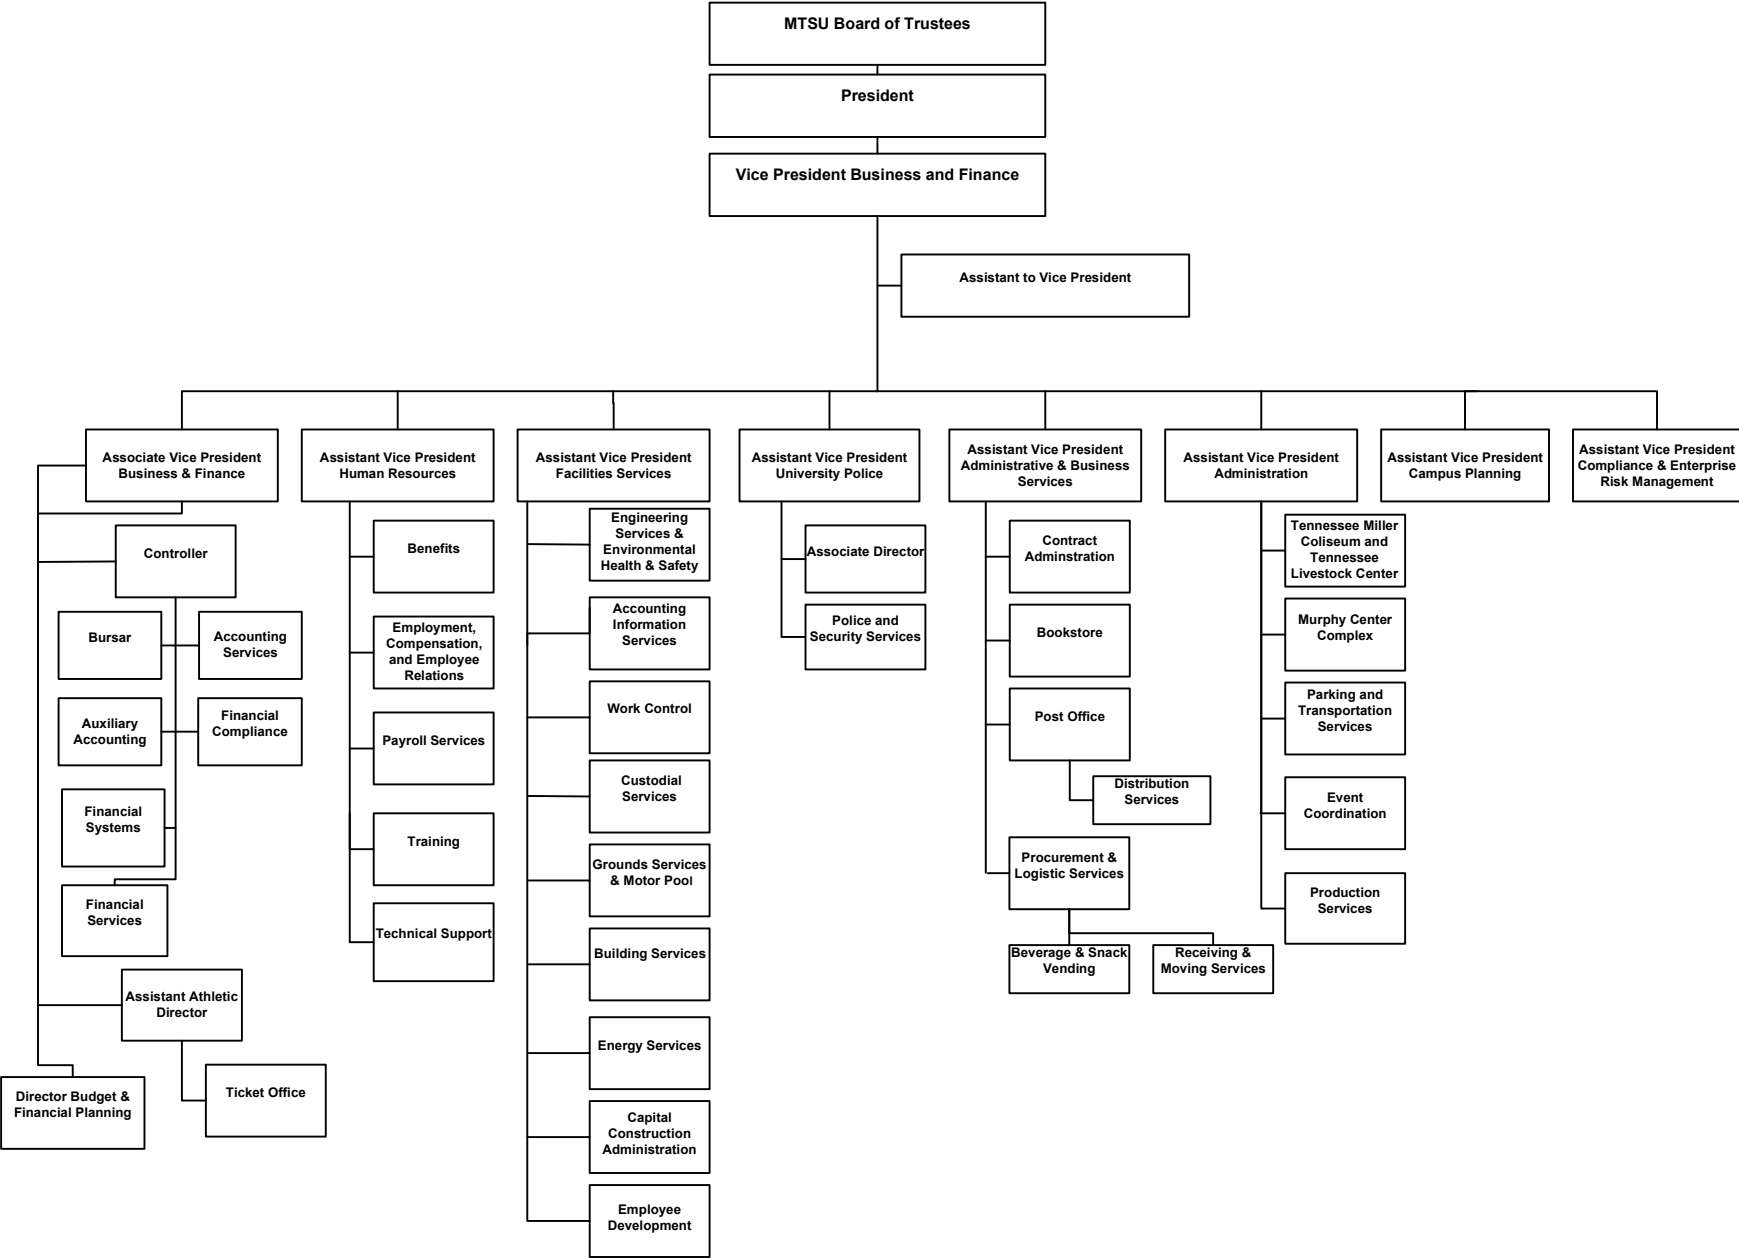 MTSU Board of Trustees
President
Vice President Business and Finance
Assistant to Vice President
Associate Vice President
Business & Finance
Assistant Vice President
Human Resources
Assistant Vice President
Facilities Services
Assistant Vice President
University Police
Assistant Vice President
Administrative & Business
Services
Assistant Vice President
Administration
Assistant Vice President
Campus Planning
Assistant Vice President
Compliance & Enterprise
Risk Management
Controller
Bursar
Accounting
Services
Auxiliary
Accounting
Financial
Compliance
Financial
Systems
Financial
Services
Assistant Athletic
Director
Director Budget &
Financial Planning
Ticket Office
Benefits
Employment,
Compensation,
and Employee
Relations
Payroll Services
Training
Technical Support
Engineering
Services &
Environmental
Health & Safety
Accounting
Information
Services
Work Control
Custodial
Services
Grounds Services
& Motor Pool
Building Services
Energy Services
Capital
Construction
Administration
Employee
Development
Associate Director
Police and
Security Services
Contract
Adminstration
Bookstore
Post Office
Distribution
Services
Procurement &
Logistic Services
Beverage & Snack
Vending
Receiving &
Moving Services
Tennessee Miller
Coliseum and
Tennessee
Livestock Center
Murphy Center
Complex
Parking and
Transportation
Services
Event
Coordination
Production
Services